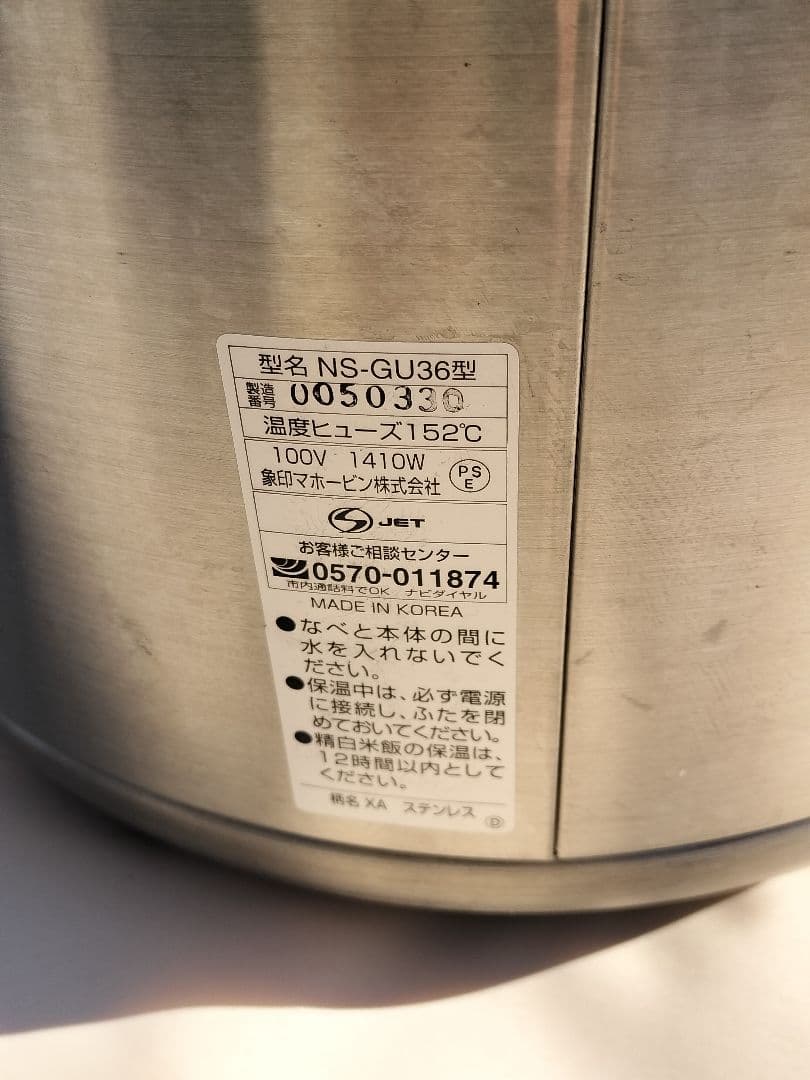 型名 NS-GU36型
製造番号 0050330
温度ヒューズ152℃
100V 1410W
象印マホービン株式会社
PSE
JET
お客様ご相談センター
0570-011874
市内通話料でOK ナビダイヤル
MADE IN KOREA
●なべと本体の間に
水を入れないでく
ださい。
●保温中は、必ず電源
に接続し、ふたを閉
めておいてください。
●精白米飯の保温は、
12時間以内として
ください。
柄名 XA ステンレス
Ⓓ